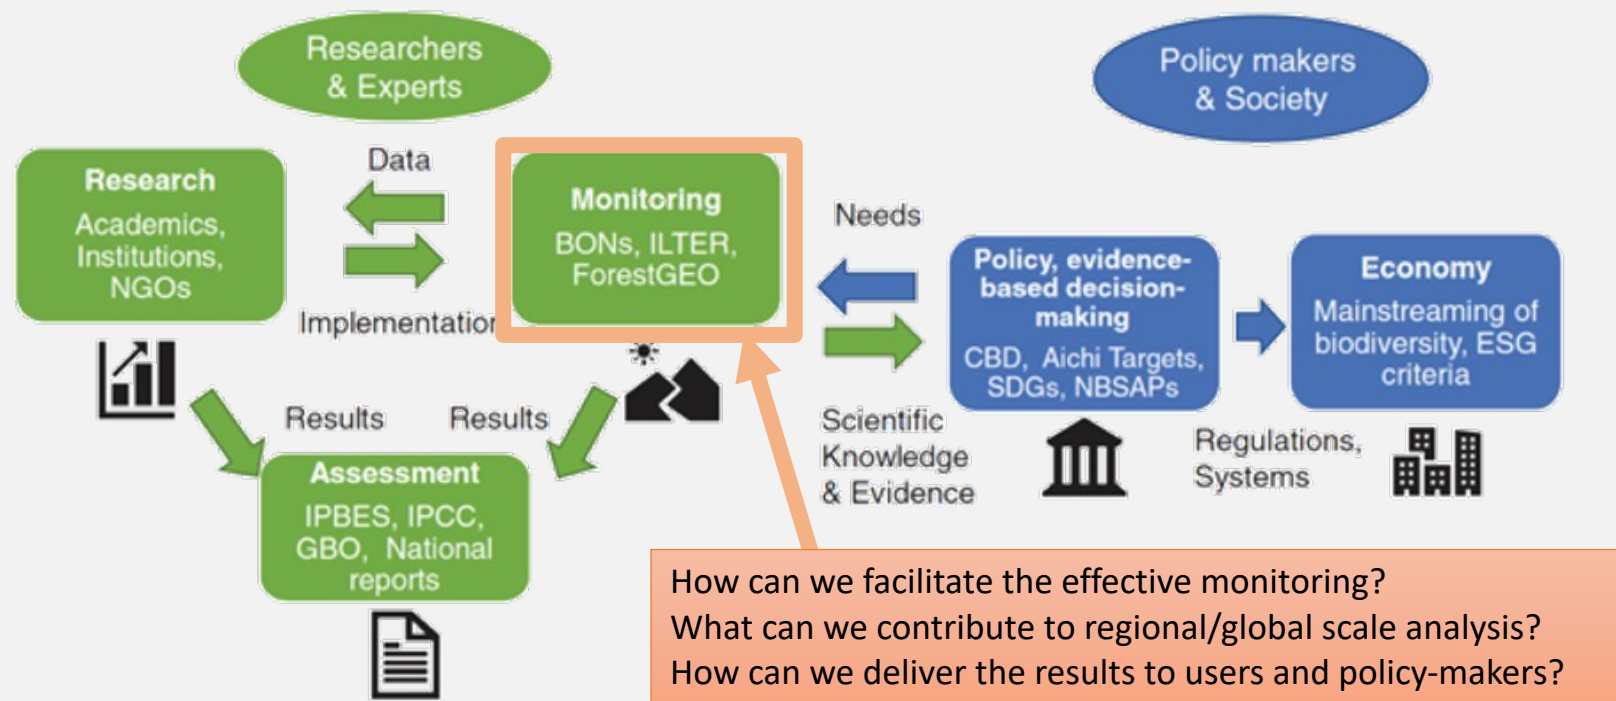 Researchers
& Experts
Policy makers
& Society
Research
Academics,
Institutions,
NGOs
Data
Implementation
Monitoring
BONs, ILTER,
ForestGEO
Needs
Scientific
Knowledge
& Evidence
Policy, evidence-
based decision-
making
CBD, Aichi Targets,
SDGs, NBSAPs
Regulations,
Systems
Economy
Mainstreaming of
biodiversity, ESG
criteria
Results
Results
Assessment
IPBES, IPCC,
GBO, National
reports
How can we facilitate the effective monitoring?
What can we contribute to regional/global scale analysis?
How can we deliver the results to users and policy-makers?